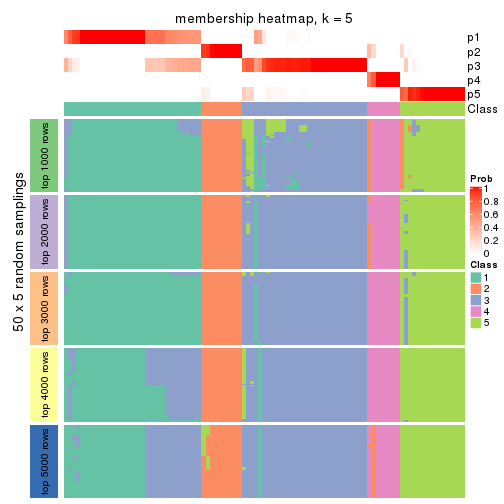 membership heatmap, k = 5
p1
p2
p3
p4
p5
Class
50 x 5 random samplings
top 1000 rows
top 2000 rows
top 3000 rows
top 4000 rows
top 5000 rows
Prob
1
0.8
0.6
0.4
0.2
0
Class
1
2
3
4
5